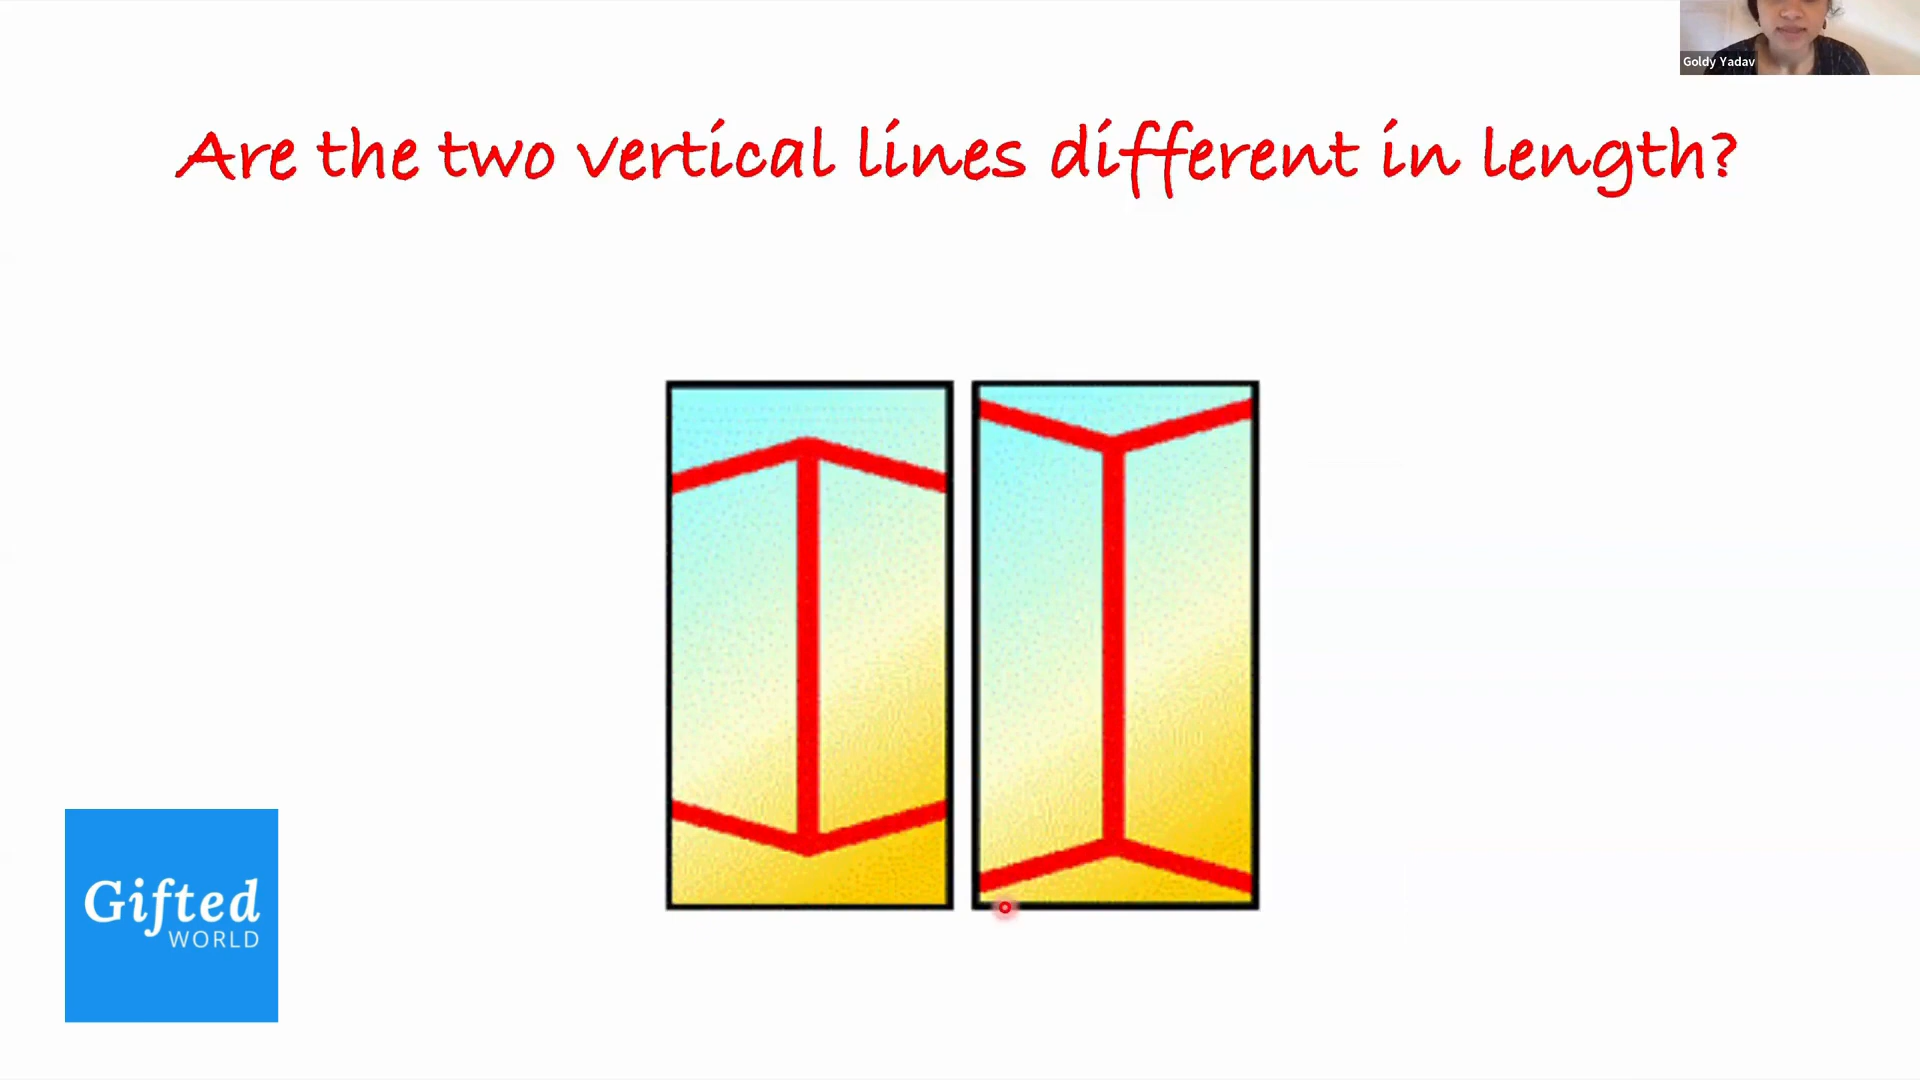 Goldy Yadav
Are the two vertical lines different in length?
Gifted
WORLD